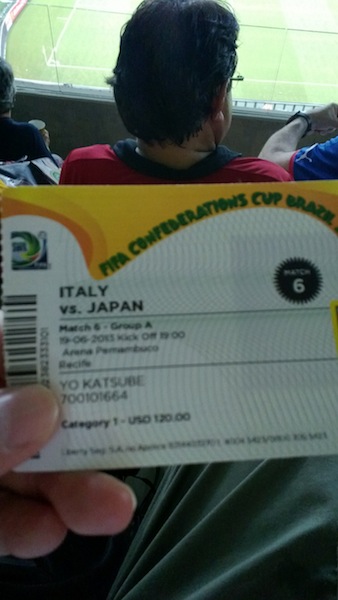 FIFA CONFEDERATIONS CUP BRAZIL
MATCH
6
ITALY
vs. JAPAN
Match 6 - Group A
19-06-2013 Kick Off 19:00
Arena Pernambuco
Recife
YO KATSUBE
700101664
Category 1 - USD 120.00